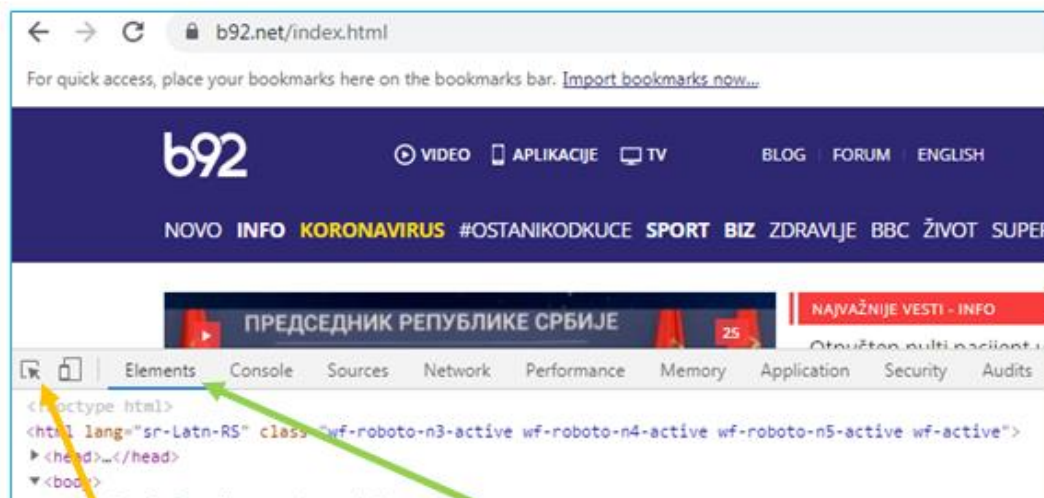 b92.net/index.html
For quick access, place your bookmarks here on the bookmarks bar. Import bookmarks now...
b92 VIDEO APLIKACIJE TV BLOG FORUM ENGLISH
NOVO INFO KORONAVIRUS #OSTANIKODKUCE SPORT BIZ ZDRAVLJE BBC ŽIVOT SUPER
ПРЕДСЕДНИК РЕПУБЛИКЕ СРБИЈЕ 25
NAJVAŽNIJE VESTI - INFO
Elements Console Sources Network Performance Memory Application Security Audits
html>
<html lang="sr-Latn-RS" class="wf-roboto-n3-active wf-roboto-n4-active wf-roboto-n5-active wf-active">
<head>…</head>
<body>